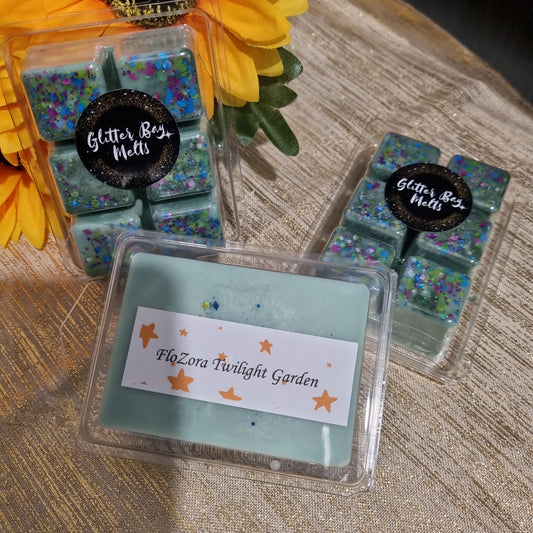 Glitter Bay
Melts
Glitter Bay
Melts
FloZora Twilight Garden